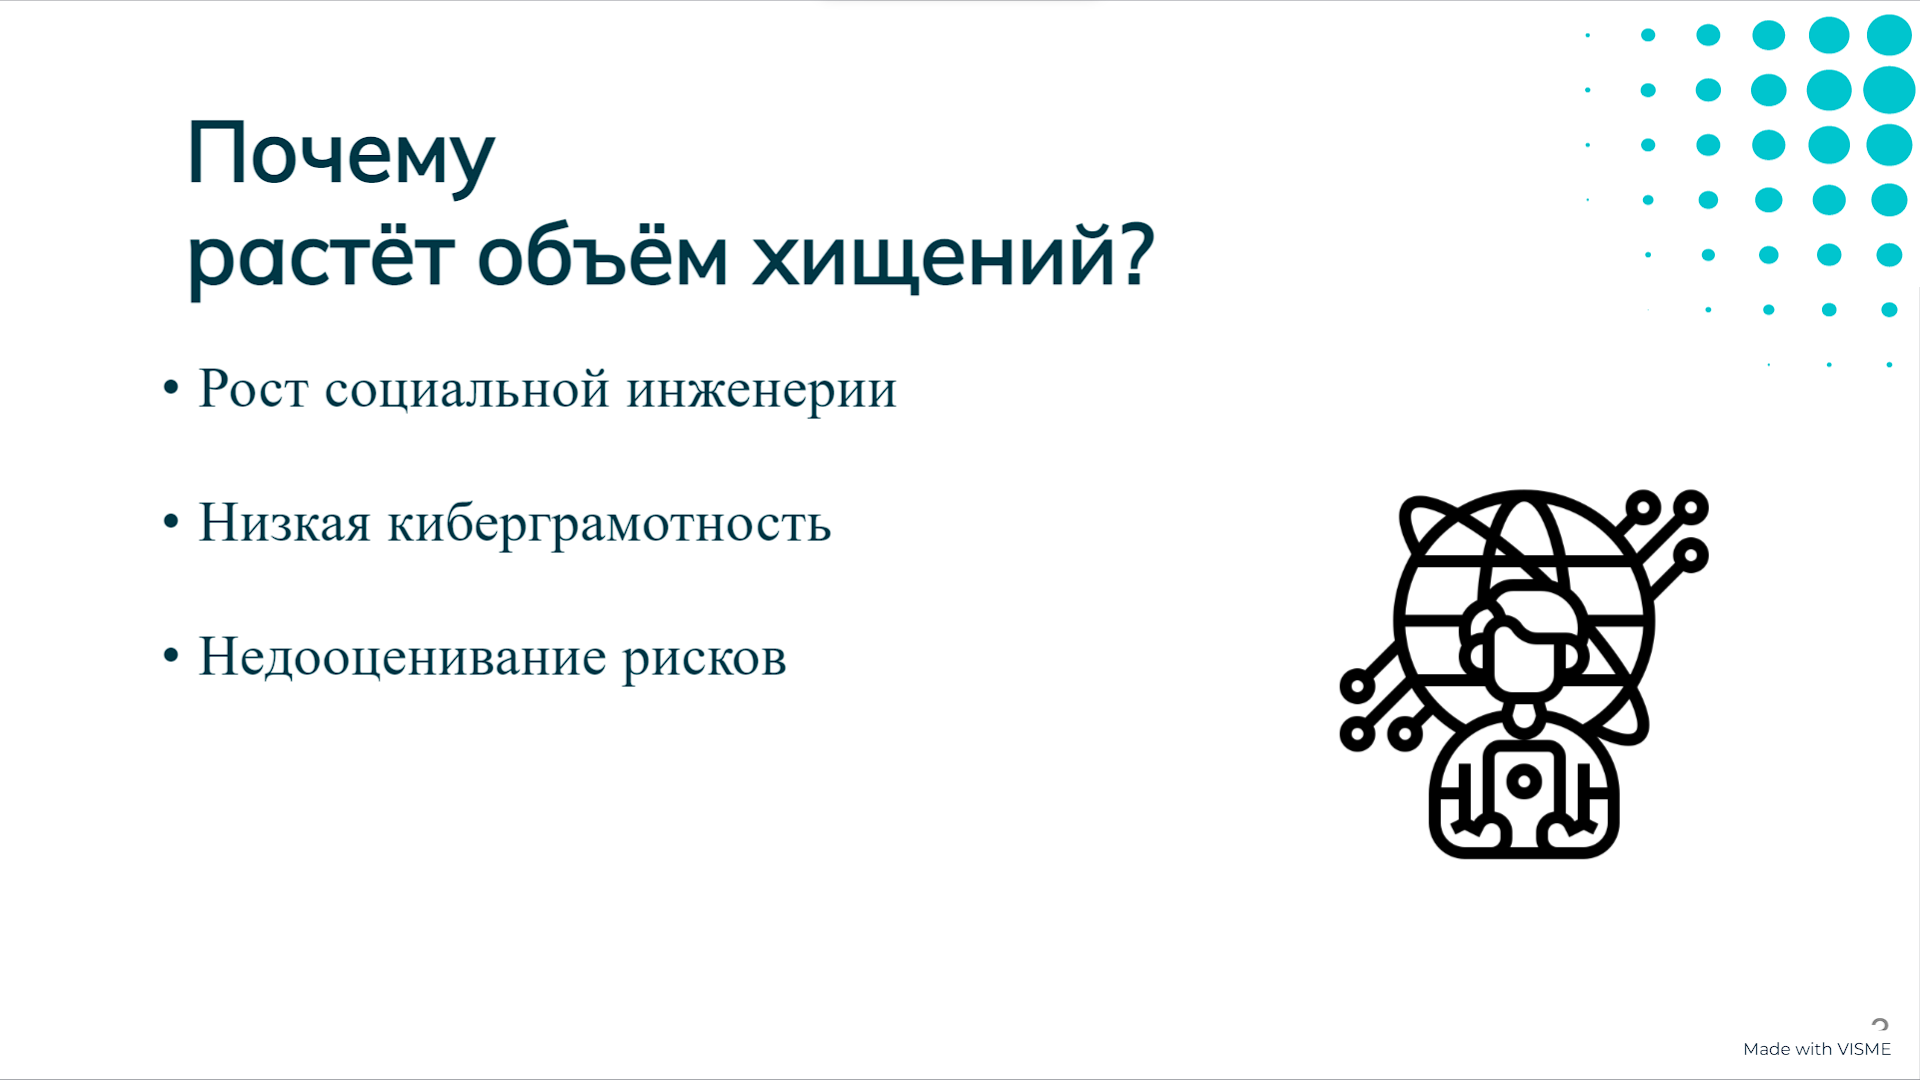 Почему
растёт объём хищений?
• Рост социальной инженерии
• Низкая киберграмотность
• Недооценивание рисков
Made with VISME